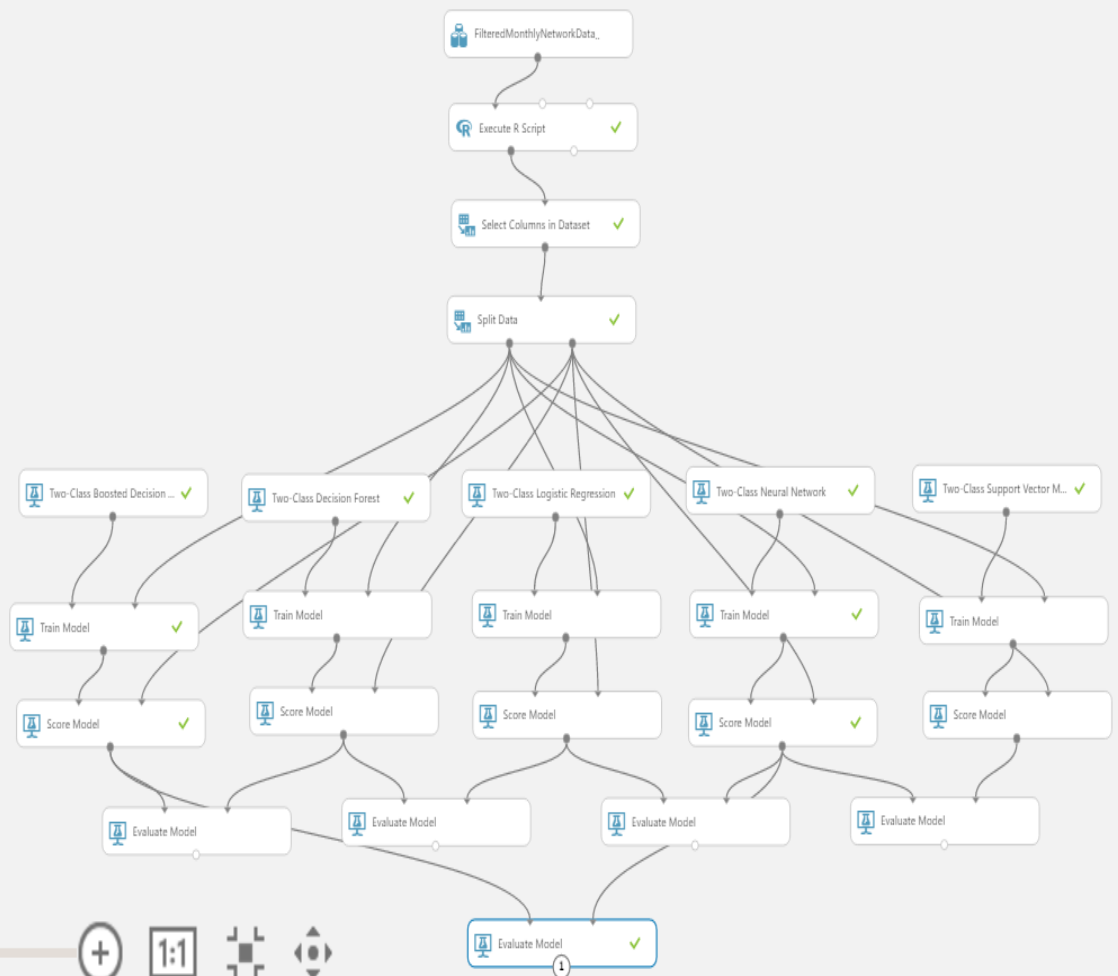 FilteredMonthlyNetworkData..
Execute R Script
Select Columns in Dataset
Split Data
Two-Class Boosted Decision ...
Two-Class Decision Forest
Two-Class Logistic Regression
Two-Class Neural Network
Two-Class Support Vector M...
Train Model
Train Model
Train Model
Train Model
Train Model
Score Model
Score Model
Score Model
Score Model
Score Model
Evaluate Model
Evaluate Model
Evaluate Model
Evaluate Model
Evaluate Model
1
1:1